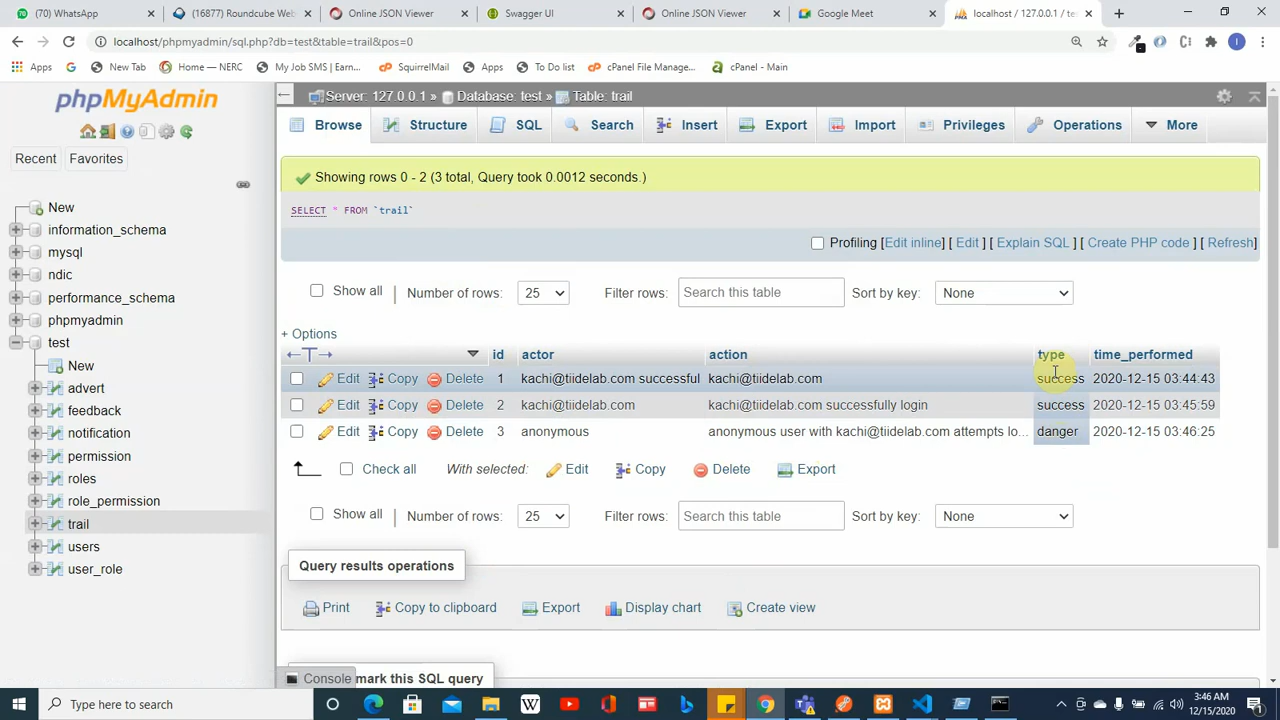 (70) WhatsApp
(16877) Roundcube Web
Online JSON Viewer
Swagger UI
Online JSON Viewer
Google Meet
localhost / 127.0.0.1 / te
localhost/phpmyadmin/sql.php?db=test&table=trail&pos=0
Apps
New Tab
Home — NERC
My Job SMS | Earn...
SquirrelMail
Apps
To Do list
cPanel File Manage...
cPanel - Main
phpMyAdmin
Recent
Favorites
New
information_schema
mysql
ndic
performance_schema
phpmyadmin
test
New
advert
feedback
notification
permission
roles
role_permission
trail
users
user_role
Server: 127 0 0 1 » Database: test » Table: trail
Browse Structure SQL Search Insert Export Import Privileges Operations More
Showing rows 0 - 2 (3 total, Query took 0.0012 seconds.)
SELECT * FROM `trail`
Profiling [Edit inline] [ Edit ] [ Explain SQL ] [ Create PHP code ] [ Refresh]
Show all Number of rows: 25 Filter rows: Search this table Sort by key: None
+ Options
id actor action type time_performed
Edit Copy Delete 1 kachi@tiidelab.com successful kachi@tiidelab.com success 2020-12-15 03:44:43
Edit Copy Delete 2 kachi@tiidelab.com kachi@tiidelab.com successfully login success 2020-12-15 03:45:59
Edit Copy Delete 3 anonymous anonymous user with kachi@tiidelab.com attempts lo... danger 2020-12-15 03:46:25
Check all With selected: Edit Copy Delete Export
Show all Number of rows: 25 Filter rows: Search this table Sort by key: None
Query results operations
Print Copy to clipboard Export Display chart Create view
Console
mark this SQL query
Type here to search
3:46 AM
12/15/2020